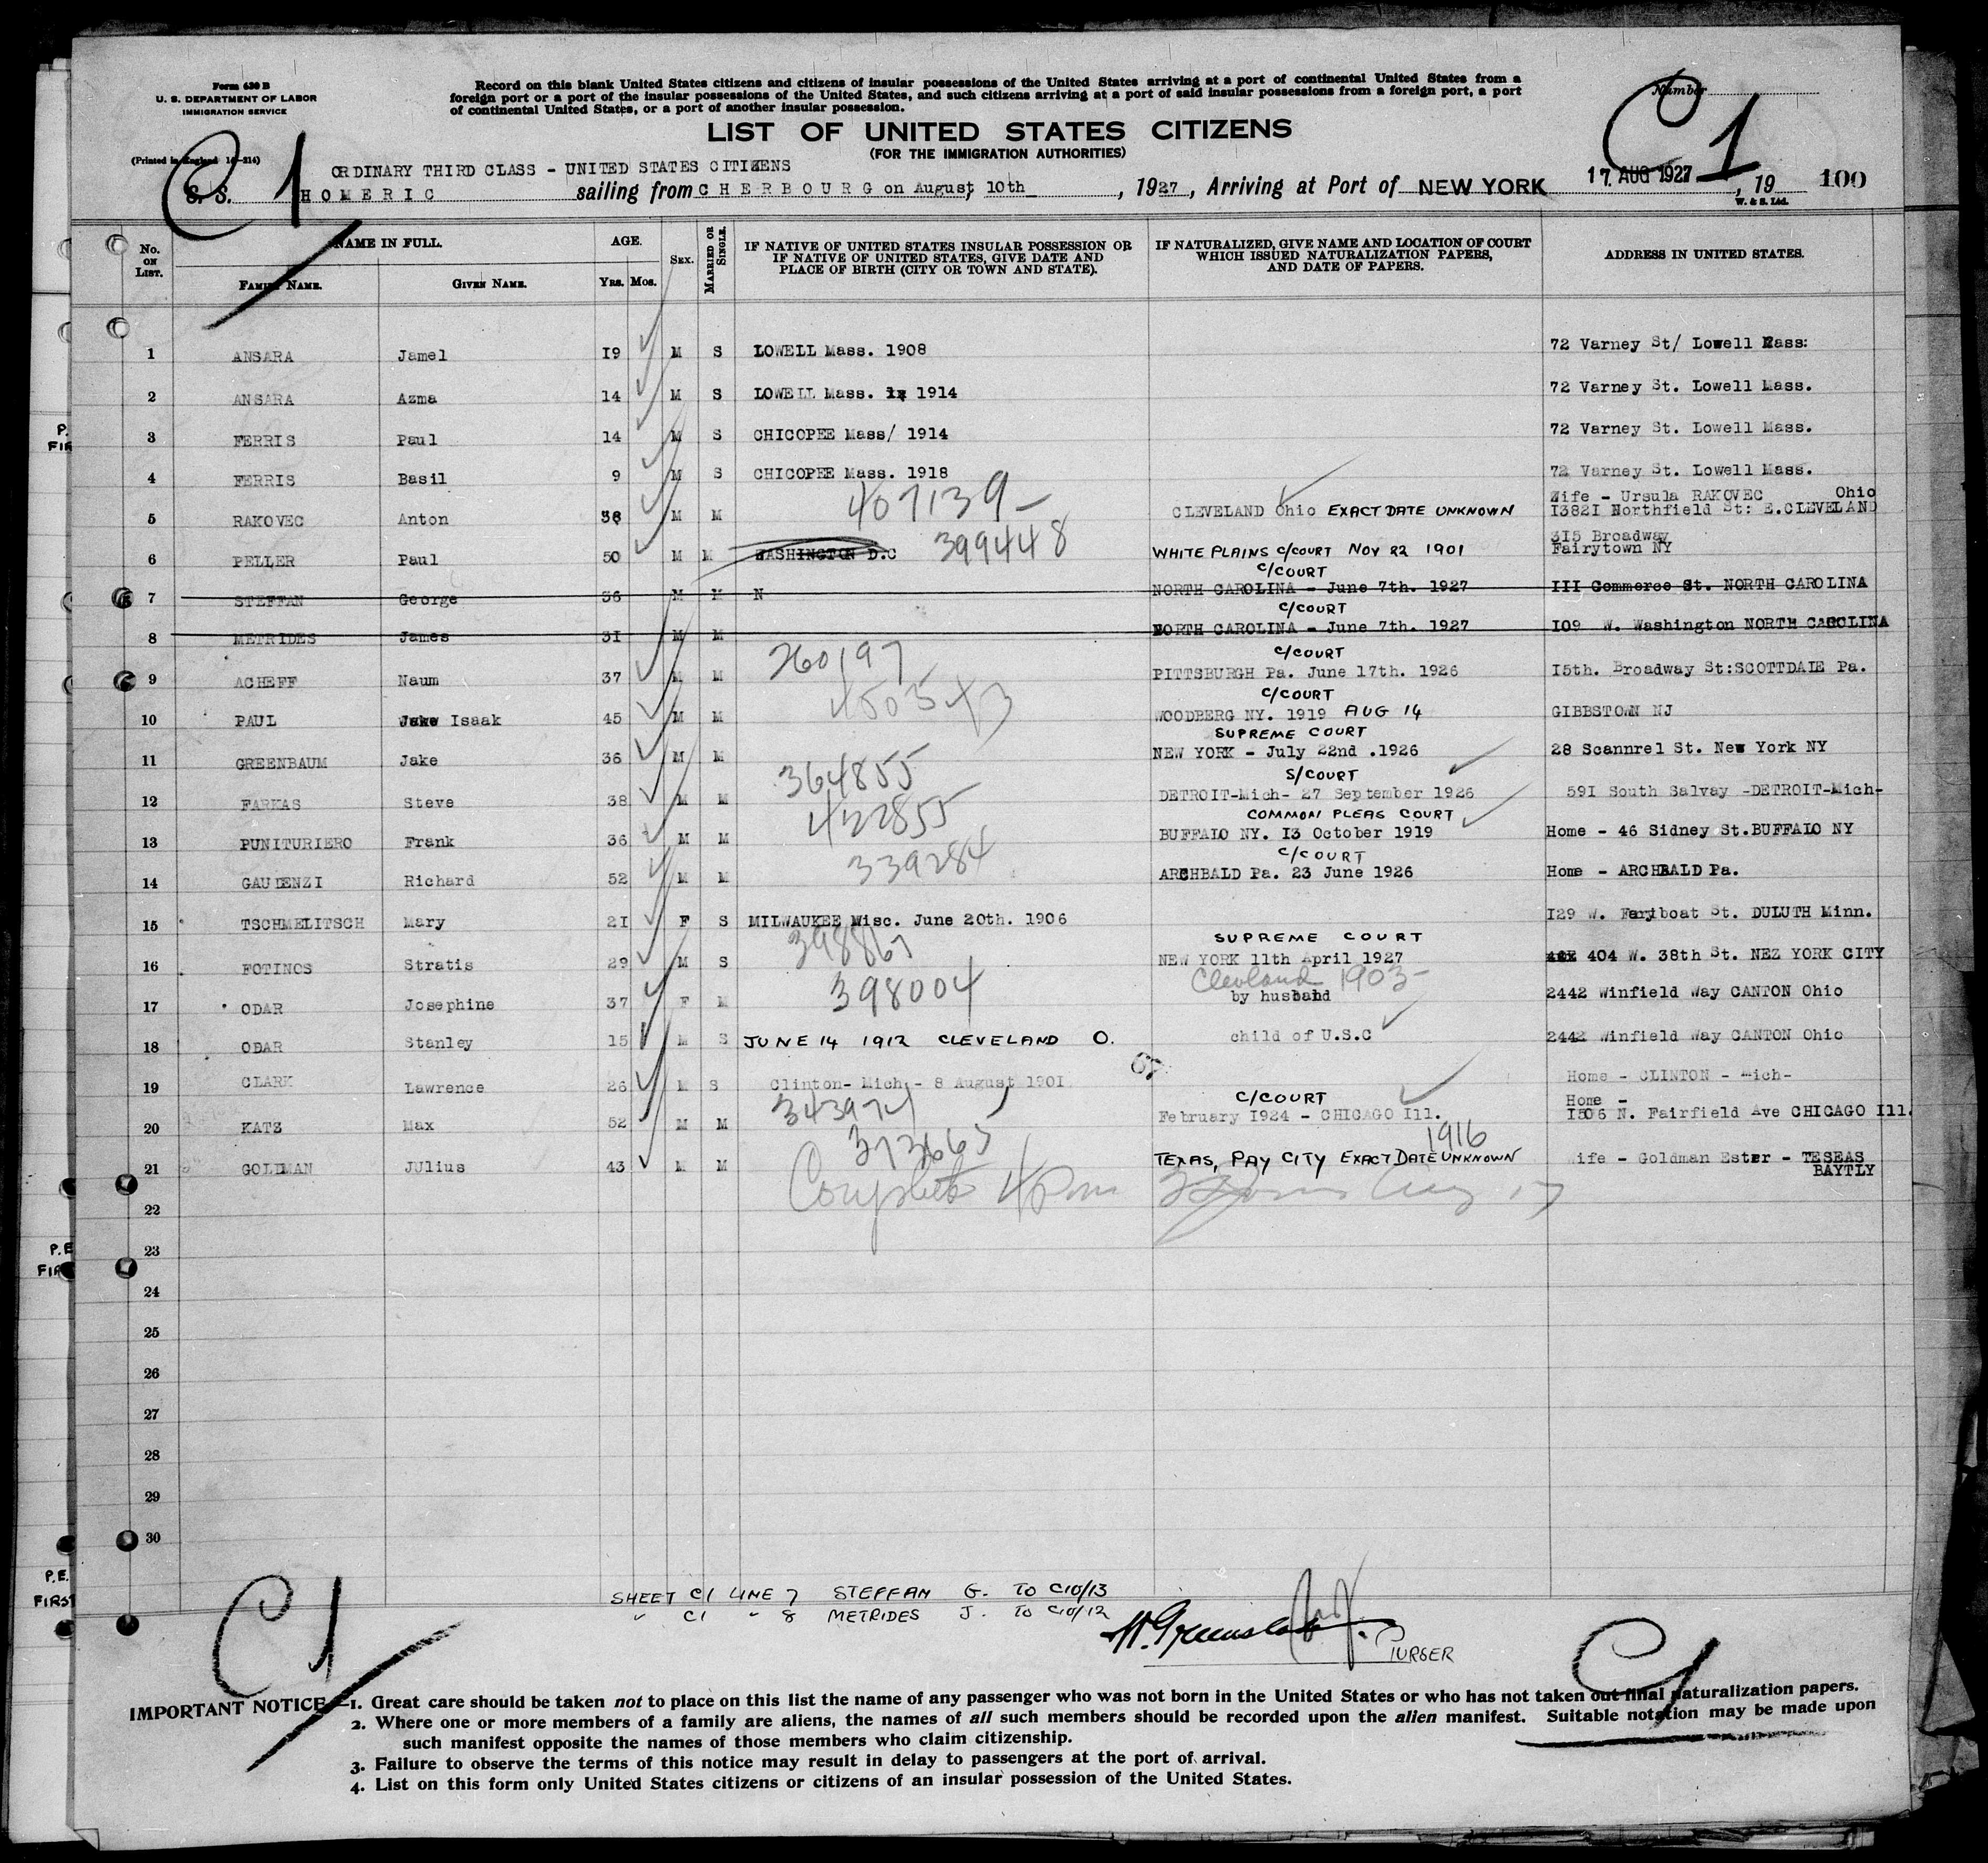 Form 630 B
U. S. DEPARTMENT OF LABOR
IMMIGRATION SERVICE
(Printed in England 14-214)
Record on this blank United States citizens and citizens of insular possessions of the United States arriving at a port of continental United States from a
foreign port or a port of the insular possessions of the United States, and such citizens arriving at a port of said insular possessions from a foreign port, a port
of continental United States, or a port of another insular possession.
Number
C1
C1
LIST OF UNITED STATES CITIZENS
(FOR THE IMMIGRATION AUTHORITIES)
ORDINARY THIRD CLASS - UNITED STATES CITIZENS
S. S. HOMERIC sailing from CHERBOURG on August, 10th , 1927, Arriving at Port of NEW YORK 17. AUG 1927 , 19 100
W. & S. Ltd.
No. ON LIST. NAME IN FULL. AGE. SEX. MARRIED OR SINGLE. IF NATIVE OF UNITED STATES INSULAR POSSESSION OR IF NATIVE OF UNITED STATES, GIVE DATE AND PLACE OF BIRTH (CITY OR TOWN AND STATE). IF NATURALIZED, GIVE NAME AND LOCATION OF COURT WHICH ISSUED NATURALIZATION PAPERS, AND DATE OF PAPERS. ADDRESS IN UNITED STATES.
FAMILY NAME. GIVEN NAME. YRS. MOS.
1 ANSARA Jamel 19 M S LOWELL Mass. 1908 72 Varney St/ Lowell Mass:
2 ANSARA Azma 14 M S LOWELL Mass. 1914 72 Varney St. Lowell Mass.
3 FERRIS Paul 14 M S CHICOPEE Mass/ 1914 72 Varney St. Lowell Mass.
4 FERRIS Basil 9 M S CHICOPEE Mass. 1918 72 Varney St. Lowell Mass.
Wife - Ursula RAKOVEC Ohio
5 RAKOVEC Anton 38 M M 407139- CLEVELAND Ohio EXACT DATE UNKNOWN 13821 Northfield St: E.CLEVELAND
315 Broadway
6 PELLER Paul 50 M M WASHINGTON D.C 399448 WHITE PLAINS C/COURT NOV 22 1901 Fairytown NY
C/COURT
7 STEFFAN George 36 M M N NORTH CAROLINA - June 7th. 1927 III Commerce St. NORTH CAROLINA
C/COURT
8 METRIDES James 31 M M NORTH CAROLINA - June 7th. 1927 109 W. Washington NORTH CAROLINA
C/COURT
9 ACHEFF Naum 37 M M 260197 PITTSBURGH Pa. June 17th. 1926 15th. Broadway St:SCOTTDALE Pa.
C/COURT
10 PAUL Isaak 45 M M 450543 WOODBERG NY. 1919 AUG 14 GIBBSTOWN NJ
SUPREME COURT
11 GREENBAUM Jake 36 M M NEW YORK - July 22nd .1926 28 Scannrel St. New York NY
S/COURT
12 FARKAS Steve 38 M M 364855 DETROIT-Mich- 27 September 1926 591 South Salvay -DETROIT-Mich-
COMMON PLEAS COURT
13 PUNITURIERO Frank 36 M M 422855 BUFFALO NY. 13 October 1919 Home - 46 Sidney St.BUFFALO NY
C/COURT
14 GAUDENZI Richard 52 M M 339284 ARCHBALD Pa. 23 June 1926 Home - ARCHBALD Pa.
15 TSCHMELITSCH Mary 21 F S MILWAUKEE Wisc. June 20th. 1906 129 W. Fariboat St. DULUTH Minn.
SUPREME COURT
16 FOTINOS Stratis 29 M S 398867 NEW YORK 11th April 1927 404 W. 38th St. NEZ YORK CITY
Clevland 1903-
17 ODAR Josephine 37 F M 398004 by husband 2442 Winfield Way CANTON Ohio
18 ODAR Stanley 15 M S JUNE 14 1912 CLEVELAND O. child of U.S.C 2442 Winfield Way CANTON Ohio
19 CLARK Lawrence 26 M S Clinton- Mich.- 8 August 1901 Home - CLINTON - Mich-
C/COURT Home -
20 KATZ Max 52 M M 343974 February 1924 - CHICAGO Ill. 1506 N. Fairfield Ave CHICAGO Ill.
1916
21 GOLDMAN JUlius 43 M M 373665 TEXAS, PAY CITY EXACT DATE UNKNOWN ife - Goldman Ester - TESEAS
BAYTLY
22
23
24
25
26
27
28
29
30
SHEET C1 LINE 7 STEFFAN G. TO C10/13
" C1 " 8 METRIDES J. TO C10/12
PURSER
C1
C1
IMPORTANT NOTICE—1. Great care should be taken not to place on this list the name of any passenger who was not born in the United States or who has not taken out final naturalization papers.
2. Where one or more members of a family are aliens, the names of all such members should be recorded upon the alien manifest. Suitable notation may be made upon
such manifest opposite the names of those members who claim citizenship.
3. Failure to observe the terms of this notice may result in delay to passengers at the port of arrival.
4. List on this form only United States citizens or citizens of an insular possession of the United States.